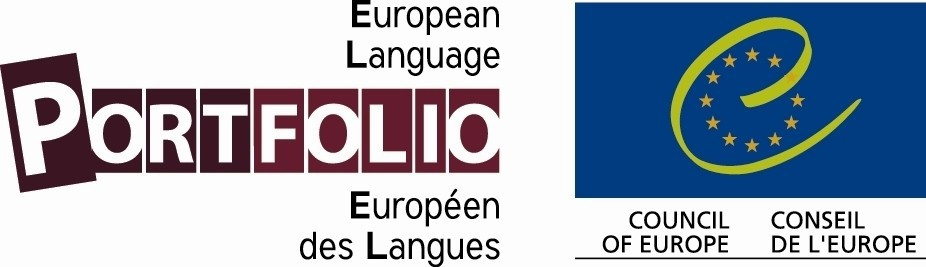 European
Language
PORTFOLIO
Européen
des Langues
COUNCIL OF EUROPE
CONSEIL DE L'EUROPE